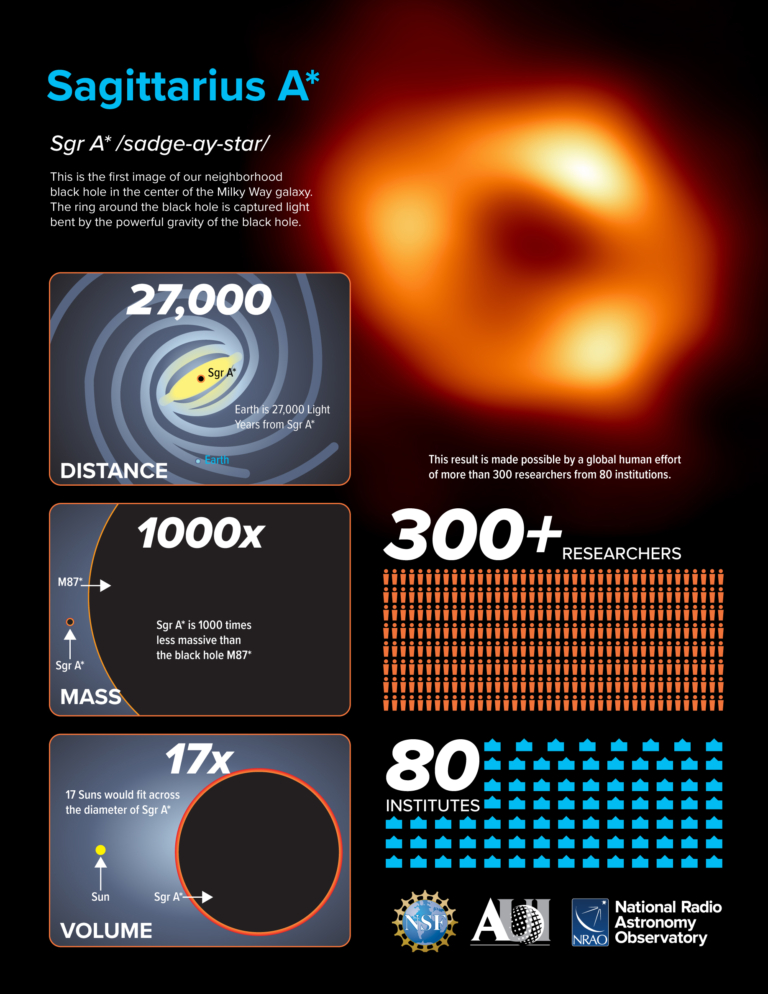 Sagittarius A*
Sgr A* /sadge-ay-star/
This is the first image of our neighborhood
black hole in the center of the Milky Way galaxy.
The ring around the black hole is captured light
bent by the powerful gravity of the black hole.
27,000
Sgr A*
Earth is 27,000 Light
Years from Sgr A*
Earth
DISTANCE
1000x
M87*
Sgr A* is 1000 times
less massive than
the black hole M87*
Sgr A*
MASS
17x
17 Suns would fit across
the diameter of Sgr A*
Sun
Sgr A*
VOLUME
This result is made possible by a global human effort
of more than 300 researchers from 80 institutions.
300+
RESEARCHERS
80
INSTITUTES
NSF
AUI
NRAO
National Radio
Astronomy
Observatory